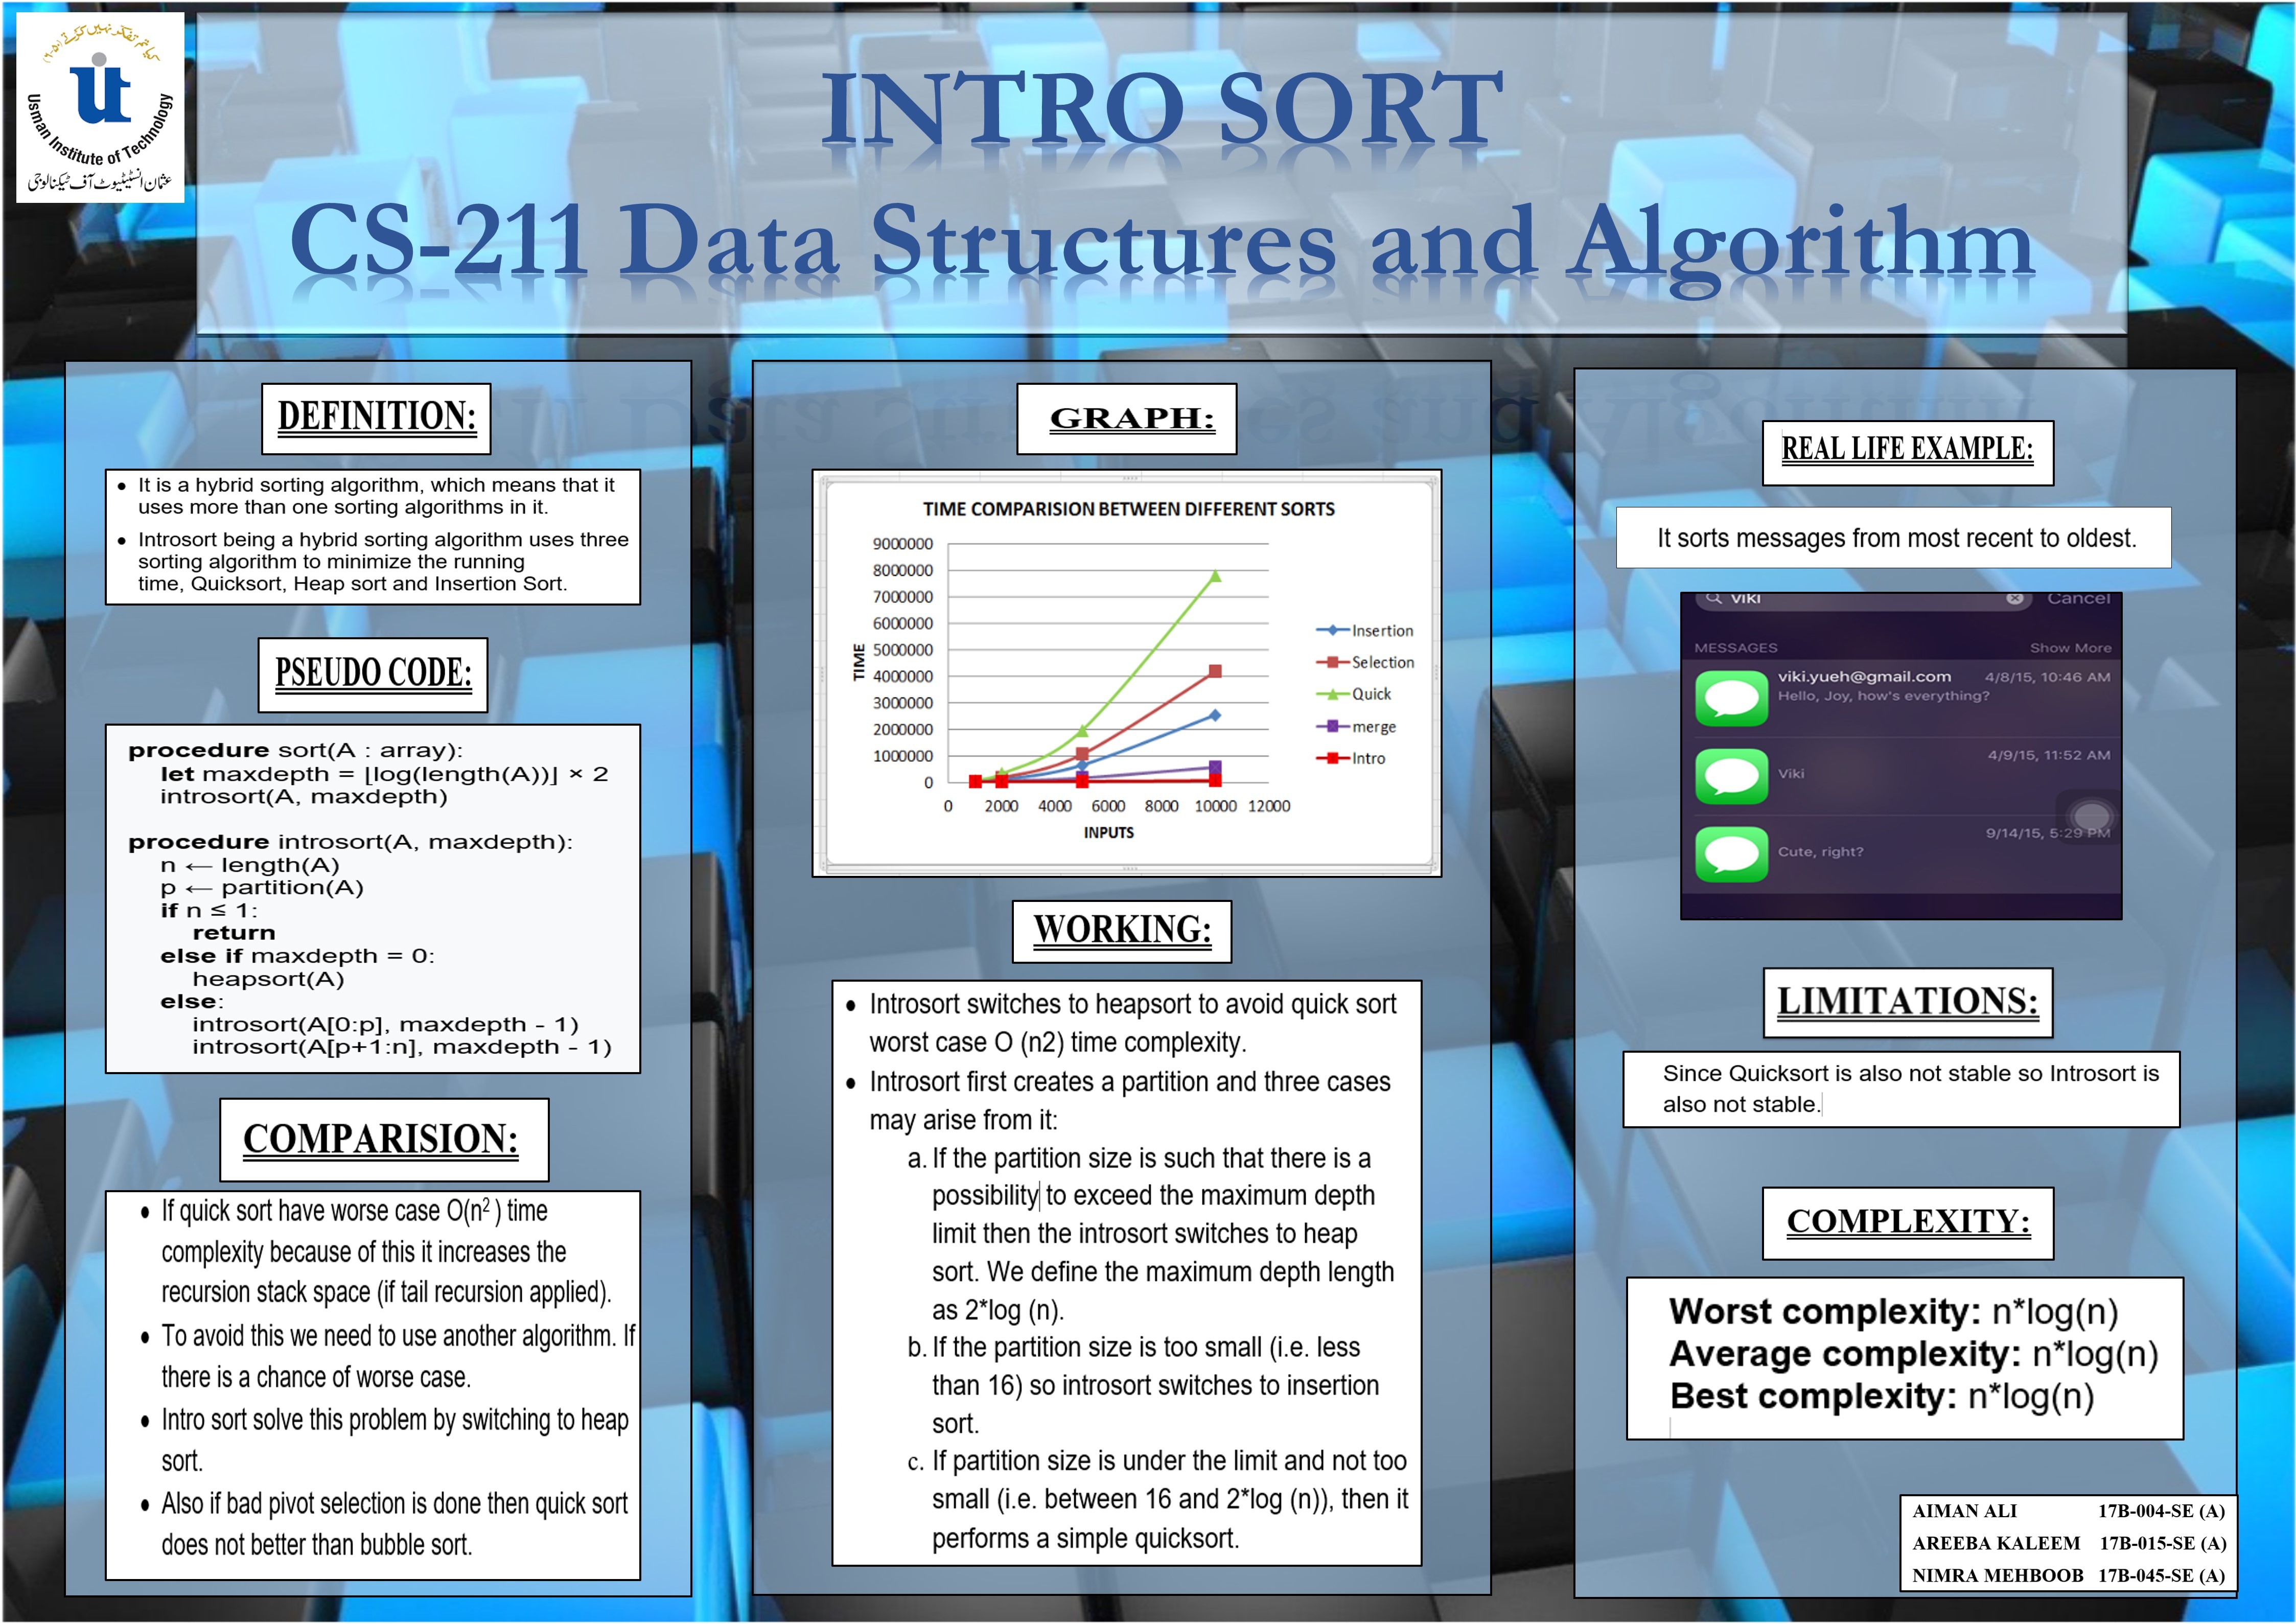 کیا تم تفکر نہیں کرتے
uit
Usman Institute of Technology
عثمان انسٹیٹیوٹ آف ٹیکنالوجی
INTRO SORT
CS-211 Data Structures and Algorithm
DEFINITION:
• It is a hybrid sorting algorithm, which means that it
uses more than one sorting algorithms in it.
• Introsort being a hybrid sorting algorithm uses three
sorting algorithm to minimize the running
time, Quicksort, Heap sort and Insertion Sort.
PSEUDO CODE:
procedure sort(A : array):
let maxdepth = ⌊log(length(A))⌋ × 2
introsort(A, maxdepth)
procedure introsort(A, maxdepth):
n ← length(A)
p ← partition(A)
if n ≤ 1:
return
else if maxdepth = 0:
heapsort(A)
else:
introsort(A[0:p], maxdepth - 1)
introsort(A[p+1:n], maxdepth - 1)
COMPARISION:
• If quick sort have worse case O(n² ) time
complexity because of this it increases the
recursion stack space (if tail recursion applied).
• To avoid this we need to use another algorithm. If
there is a chance of worse case.
• Intro sort solve this problem by switching to heap
sort.
• Also if bad pivot selection is done then quick sort
does not better than bubble sort.
GRAPH:
TIME COMPARISION BETWEEN DIFFERENT SORTS
9000000
8000000
7000000
6000000
5000000
4000000
3000000
2000000
1000000
0
TIME
0 2000 4000 6000 8000 10000 12000
INPUTS
Insertion
Selection
Quick
merge
Intro
WORKING:
• Introsort switches to heapsort to avoid quick sort
worst case O (n2) time complexity.
• Introsort first creates a partition and three cases
may arise from it:
a. If the partition size is such that there is a
possibility to exceed the maximum depth
limit then the introsort switches to heap
sort. We define the maximum depth length
as 2*log (n).
b. If the partition size is too small (i.e. less
than 16) so introsort switches to insertion
sort.
c. If partition size is under the limit and not too
small (i.e. between 16 and 2*log (n)), then it
performs a simple quicksort.
REAL LIFE EXAMPLE:
It sorts messages from most recent to oldest.
viki Cancel
MESSAGES Show More
viki.yueh@gmail.com 4/8/15, 10:46 AM
Hello, Joy, how's everything?
4/9/15, 11:52 AM
Viki
9/14/15, 5:29 PM
Cute, right?
LIMITATIONS:
Since Quicksort is also not stable so Introsort is
also not stable.
COMPLEXITY:
Worst complexity: n*log(n)
Average complexity: n*log(n)
Best complexity: n*log(n)
AIMAN ALI 17B-004-SE (A)
AREEBA KALEEM 17B-015-SE (A)
NIMRA MEHBOOB 17B-045-SE (A)